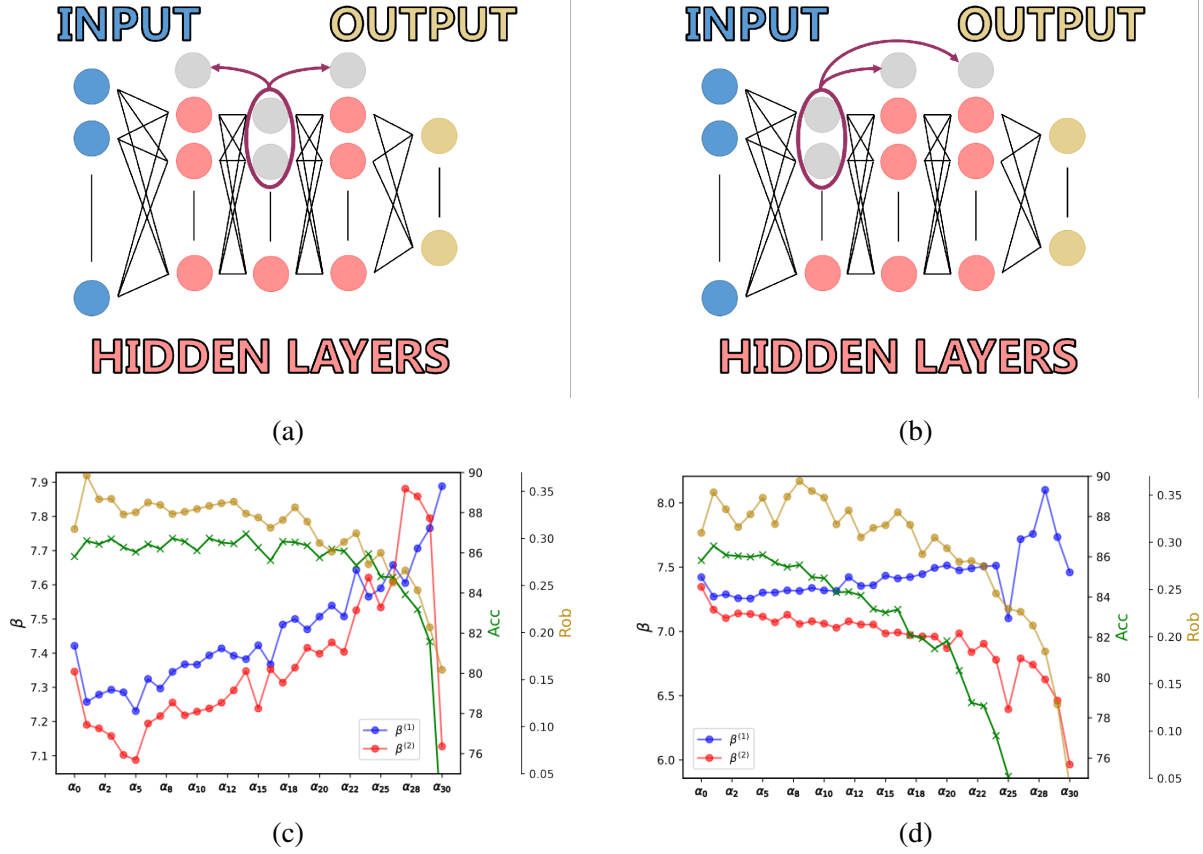 INPUT OUTPUT
HIDDEN LAYERS
(a)
INPUT OUTPUT
HIDDEN LAYERS
(b)
7.9
7.8
7.7
7.6
7.5
7.4
7.3
7.2
7.1
β
90
88
86
84
82
80
78
76
Acc
0.35
0.30
0.25
0.20
0.15
0.10
0.05
Rob
β(1)
β(2)
α0 α2 α5 α8 α10 α12 α15 α18 α20 α22 α25 α28 α30
(c)
8.0
7.5
7.0
6.5
6.0
β
90
88
86
84
82
80
78
76
Acc
0.35
0.30
0.25
0.20
0.15
0.10
0.05
Rob
β(1)
β(2)
α0 α2 α5 α8 α10 α12 α15 α18 α20 α22 α25 α28 α30
(d)